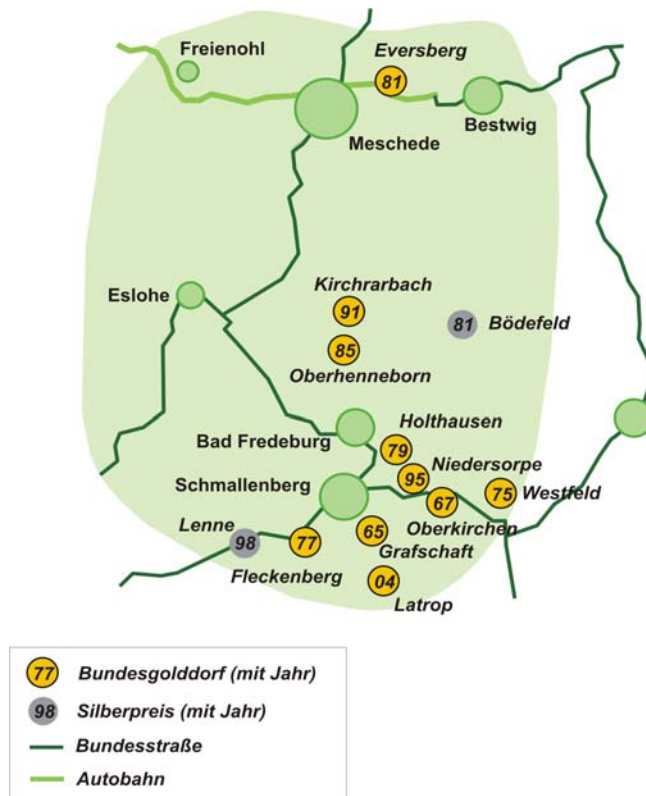 Freienohl
Eversberg
81
Bestwig
Meschede
Eslohe
Kirchrarbach
91
81
Bödefeld
85
Oberhenneborn
Holthausen
Bad Fredeburg
79
Niedersorpe
Schmallenberg
95
75
Westfeld
67
Lenne
65
Oberkirchen
98
77
Grafschaft
Fleckenberg
04
Latrop
77
Bundesgolddorf (mit Jahr)
98
Silberpreis (mit Jahr)
Bundesstraße
Autobahn